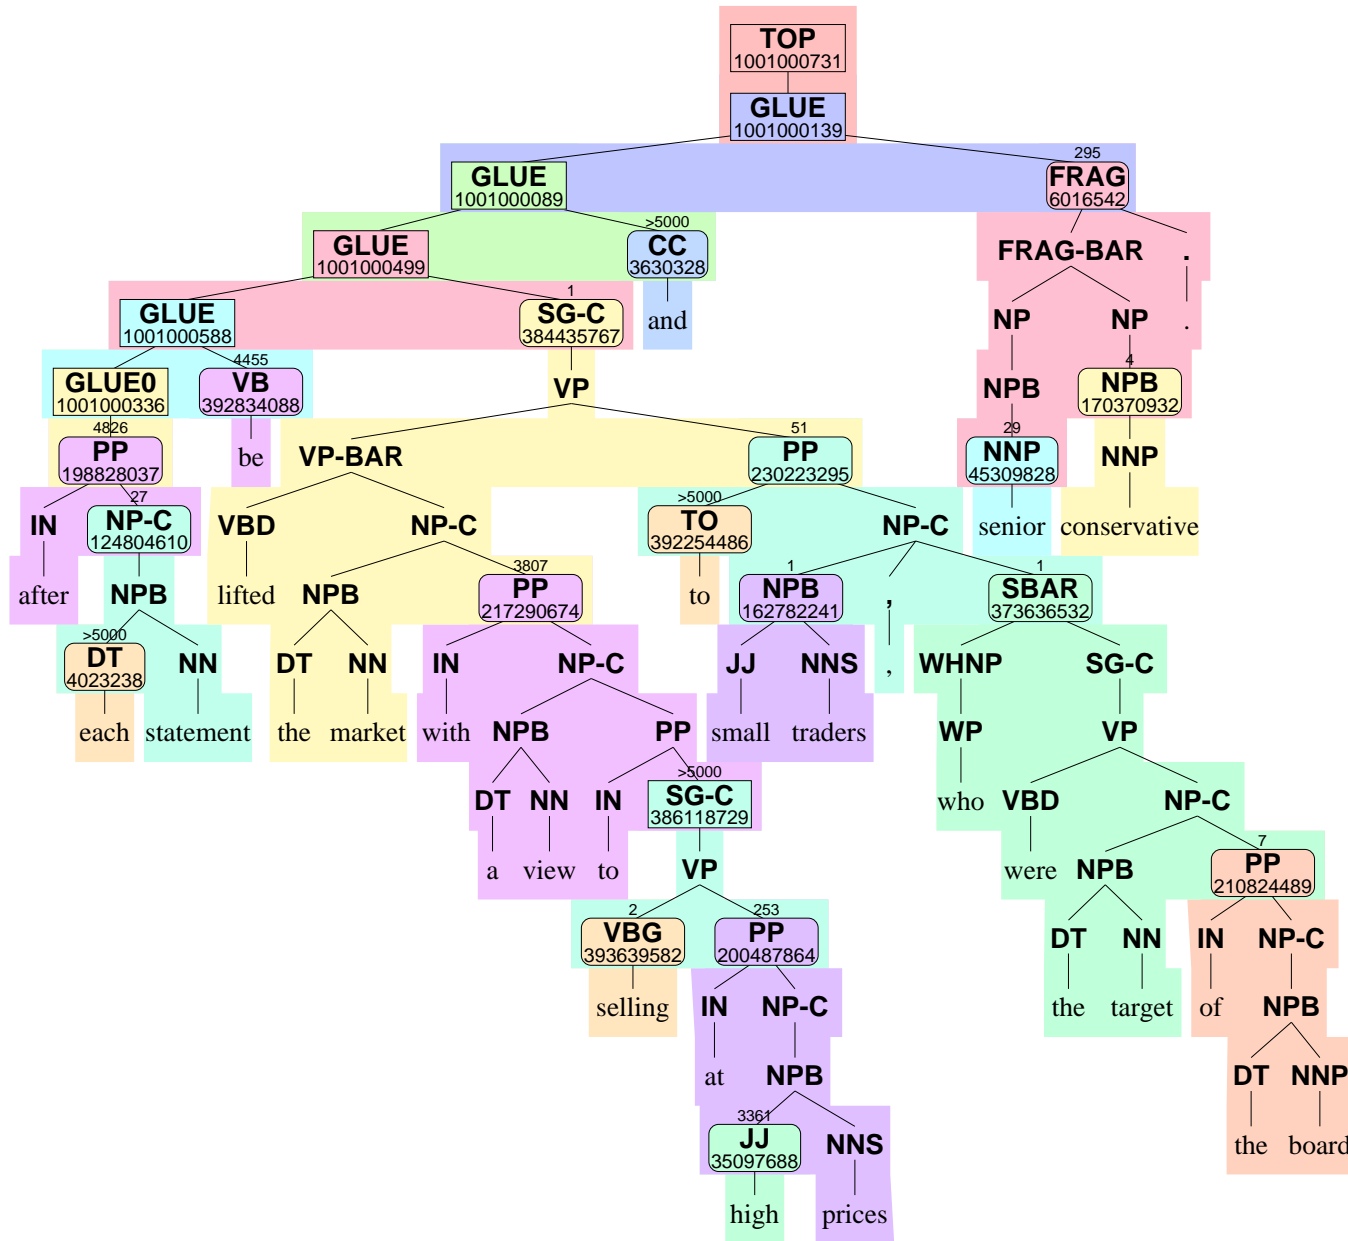 TOP
1001000731
GLUE
1001000139
295
GLUE FRAG
1001000089 6016542
>5000
GLUE CC FRAG-BAR .
1001000499 3630328
1
GLUE SG-C and NP NP .
1001000588 384435767
4455 4
GLUE0 VB VP NPB NPB
1001000336 392834088 170370932
4826 51 29
PP be VP-BAR PP NNP NNP
198828037 230223295 45309828
27 >5000
IN NP-C VBD NP-C TO NP-C senior conservative
124804610 392254486
3807 1 1
after NPB lifted NPB PP to NPB , SBAR
217290674 162782241 373636532
>5000
DT NN DT NN IN NP-C JJ NNS , WHNP SG-C
4023238
each statement the market with NPB PP small traders WP VP
>5000
DT NN IN SG-C who VBD NP-C
386118729
7
a view to VP were NPB PP
210824489
2 253
VBG PP DT NN IN NP-C
393639582 200487864
selling IN NP-C the target of NPB
at NPB DT NNP
3361
JJ NNS the board
35097688
high prices